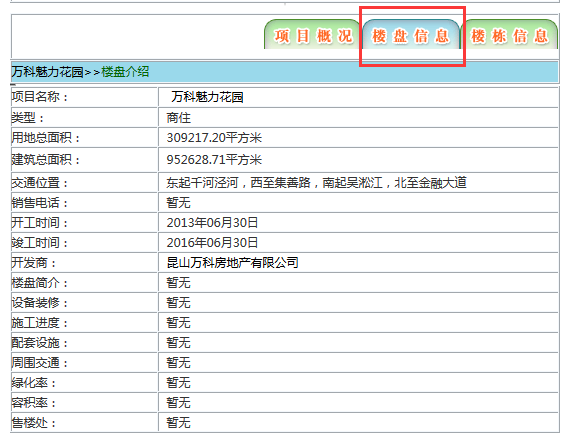 项目概况 楼盘信息 楼栋信息
万科魅力花园>>楼盘介绍
项目名称： 万科魅力花园
类型： 商住
用地总面积： 309217.20平方米
建筑总面积： 952628.71平方米
交通位置： 东起千河泾河，西至集善路，南起吴淞江，北至金融大道
销售电话： 暂无
开工时间： 2013年06月30日
竣工时间： 2016年06月30日
开发商： 昆山万科房地产有限公司
楼盘简介： 暂无
设备装修： 暂无
施工进度： 暂无
配套设施： 暂无
周围交通： 暂无
绿化率： 暂无
容积率： 暂无
售楼处： 暂无